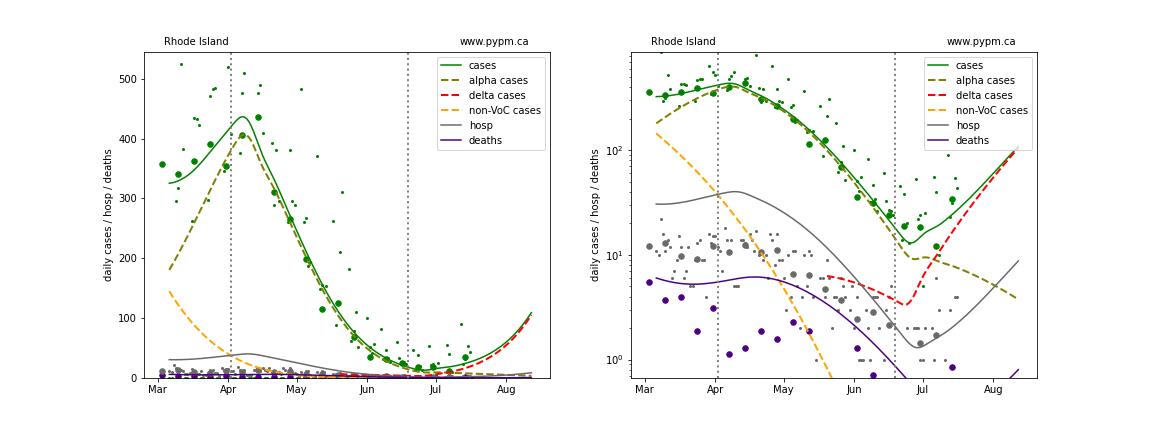 Rhode Island www.pypm.ca
cases
alpha cases
delta cases
non-VoC cases
hosp
deaths
daily cases / hosp / deaths
500
400
300
200
100
0
Mar Apr May Jun Jul Aug
Rhode Island www.pypm.ca
cases
alpha cases
delta cases
non-VoC cases
hosp
deaths
daily cases / hosp / deaths
10²
10¹
10⁰
Mar Apr May Jun Jul Aug